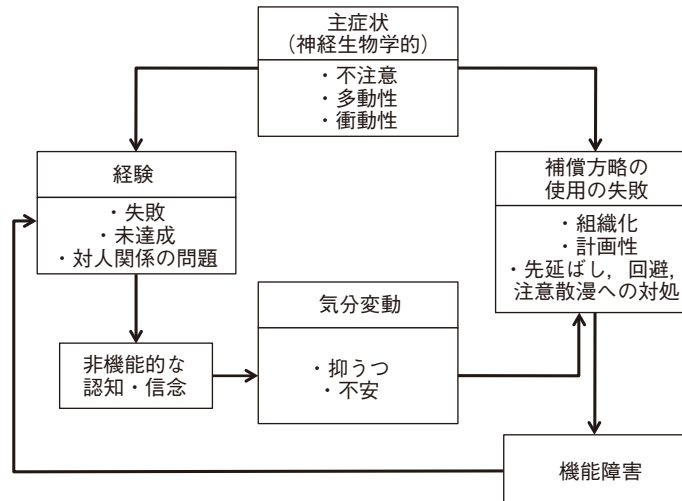 主症状
(神経生物学的)
・不注意
・多動性
・衝動性
経験
・失敗
・未達成
・対人関係の問題
補償方略の
使用の失敗
・組織化
・計画性
・先延ばし，回避，
注意散漫への対処
気分変動
・抑うつ
・不安
非機能的な
認知・信念
機能障害